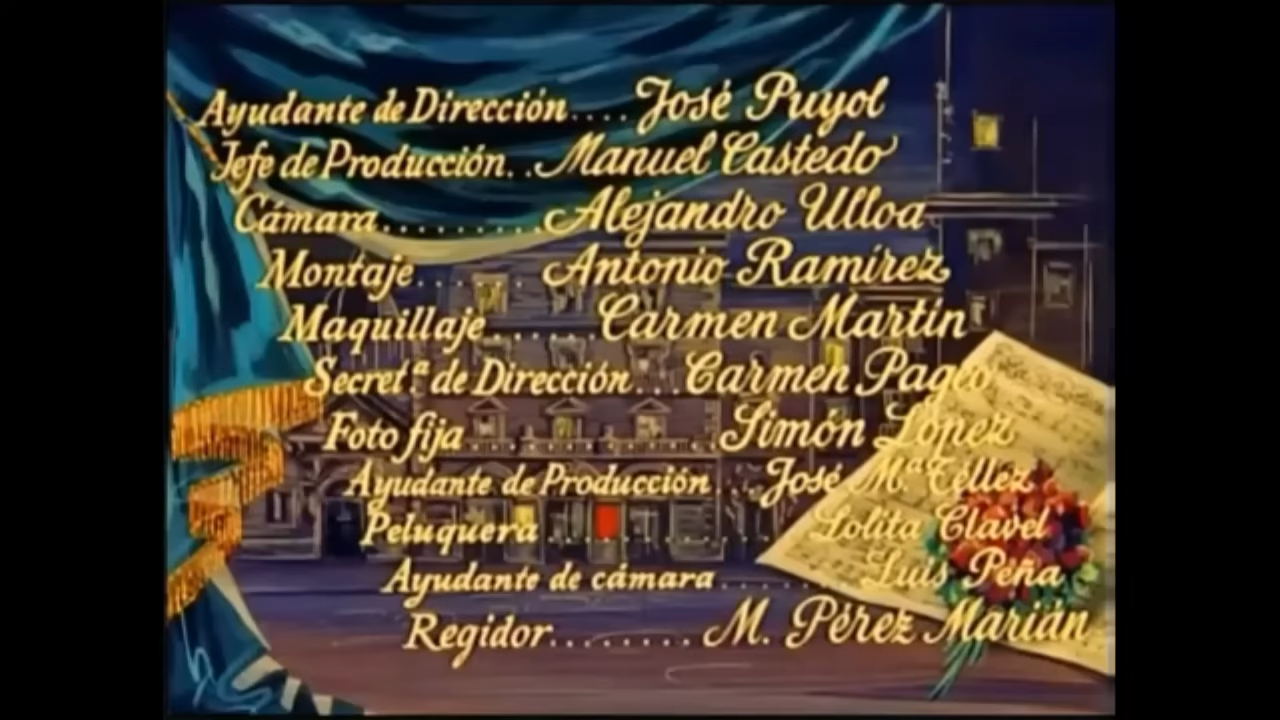 Ayudante de Dirección.... José Puyol
Jefe de Producción. .Manuel Castedo
Cámara.......... Alejandro Ulloa
Montaje....... Antonio Ramírez
Maquillaje....... Carmen Martín
Secret.ª de Dirección...Carmen Pageo
Foto fija ................Simón López
Ayudante de Producción ...José M.ª Téllez
Peluquera ............... Lolita Clavel
Ayudante de cámara....... Luis Peña
Regidor......... M. Pérez Marián